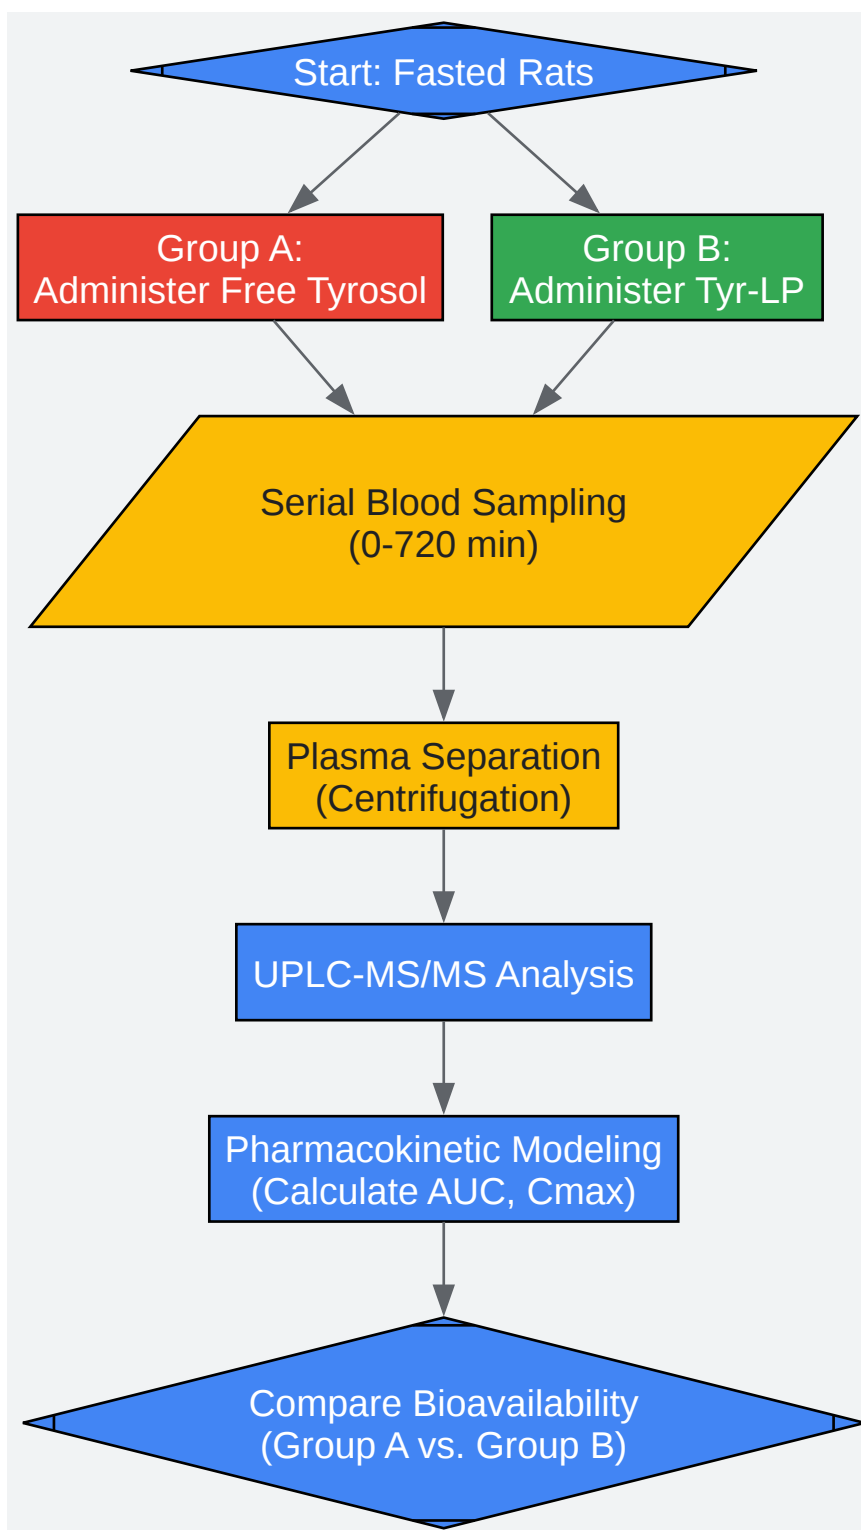 Start: Fasted Rats
Group A:
Administer Free Tyrosol
Group B:
Administer Tyr-LP
Serial Blood Sampling
(0-720 min)
Plasma Separation
(Centrifugation)
UPLC-MS/MS Analysis
Pharmacokinetic Modeling
(Calculate AUC, Cmax)
Compare Bioavailability
(Group A vs. Group B)